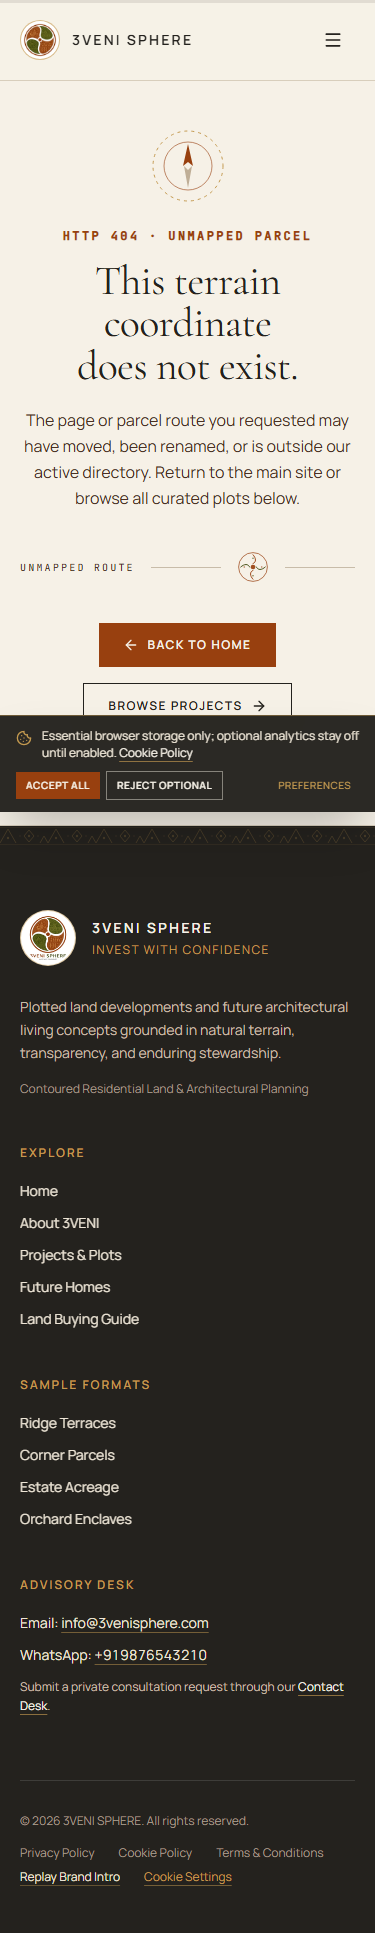 3VENI SPHERE
HTTP 404 · UNMAPPED PARCEL
This terrain
coordinate
does not exist.
The page or parcel route you requested may
have moved, been renamed, or is outside our
active directory. Return to the main site or
browse all curated plots below.
UNMAPPED ROUTE
← BACK TO HOME
BROWSE PROJECTS →
Essential browser storage only; optional analytics stay off
until enabled. Cookie Policy
ACCEPT ALL REJECT OPTIONAL PREFERENCES
3VENI SPHERE
3VENI SPHERE
INVEST WITH CONFIDENCE
Plotted land developments and future architectural
living concepts grounded in natural terrain,
transparency, and enduring stewardship.
Contoured Residential Land & Architectural Planning
EXPLORE
Home
About 3VENI
Projects & Plots
Future Homes
Land Buying Guide
SAMPLE FORMATS
Ridge Terraces
Corner Parcels
Estate Acreage
Orchard Enclaves
ADVISORY DESK
Email: info@3venisphere.com
WhatsApp: +919876543210
Submit a private consultation request through our Contact
Desk.
© 2026 3VENI SPHERE. All rights reserved.
Privacy Policy Cookie Policy Terms & Conditions
Replay Brand Intro Cookie Settings